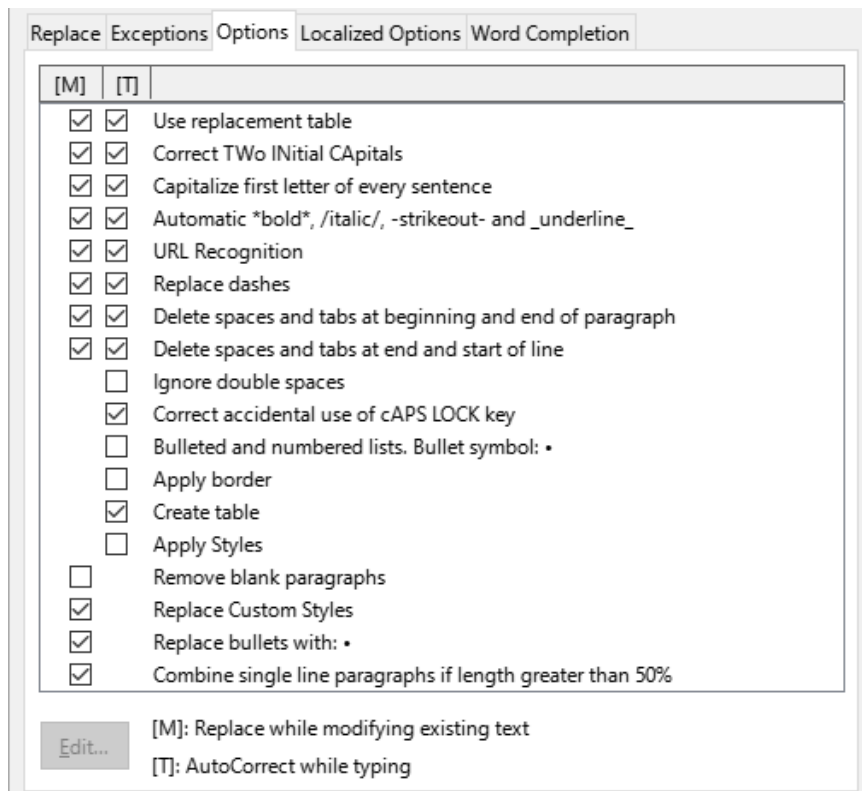 Replace Exceptions Options Localized Options Word Completion
[M] [T]
Use replacement table
Correct TWo INitial CApitals
Capitalize first letter of every sentence
Automatic *bold*, /italic/, -strikeout- and _underline_
URL Recognition
Replace dashes
Delete spaces and tabs at beginning and end of paragraph
Delete spaces and tabs at end and start of line
Ignore double spaces
Correct accidental use of cAPS LOCK key
Bulleted and numbered lists. Bullet symbol: •
Apply border
Create table
Apply Styles
Remove blank paragraphs
Replace Custom Styles
Replace bullets with: •
Combine single line paragraphs if length greater than 50%
Edit...
[M]: Replace while modifying existing text
[T]: AutoCorrect while typing